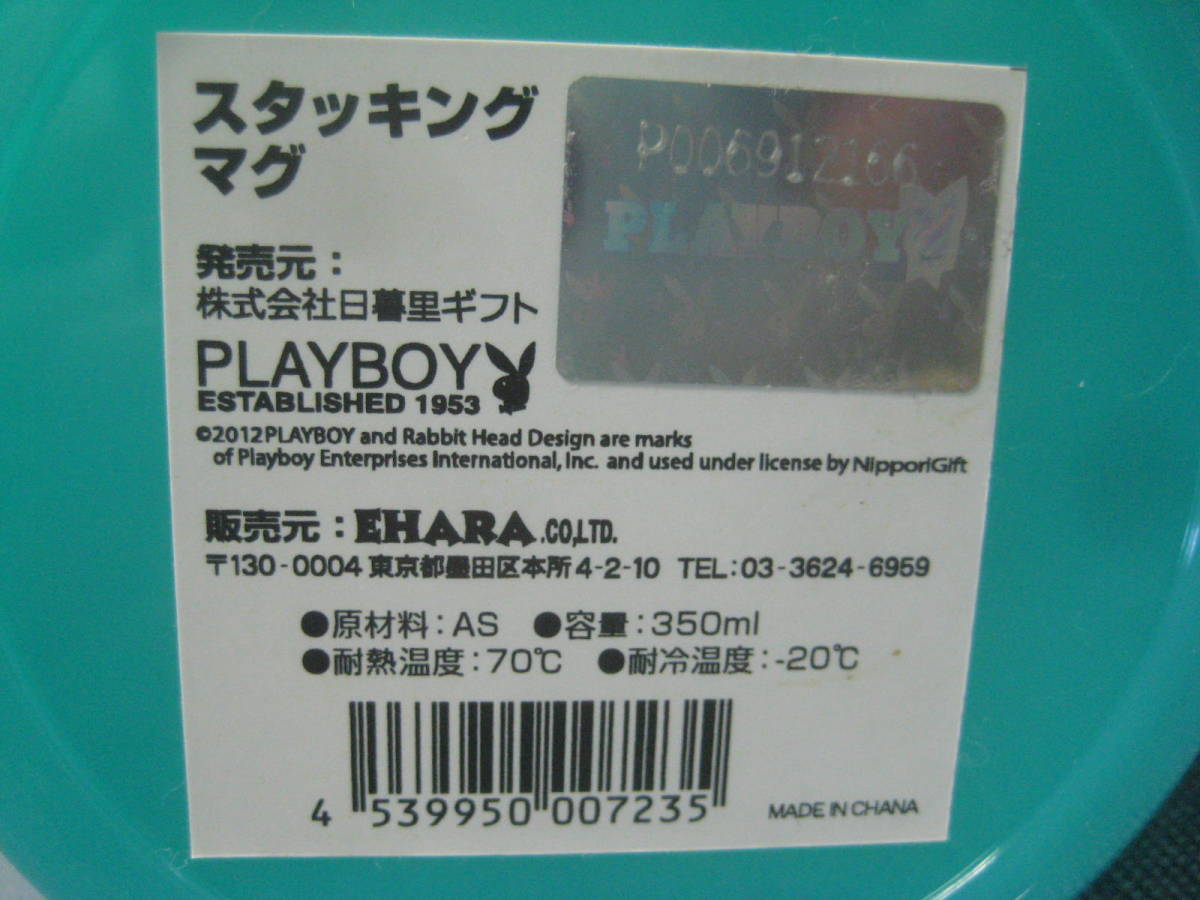 スタッキング
マグ
P006912166
PLAYBOY
発売元：
株式会社日暮里ギフト
PLAYBOY
ESTABLISHED 1953
©2012PLAYBOY and Rabbit Head Design are marks
of Playboy Enterprises International, Inc. and used under license by NipporiGift
販売元：EHARA.CO,LTD.
〒130-0004 東京都墨田区本所4-2-10 TEL:03-3624-6959
●原材料：AS ●容量：350ml
●耐熱温度：70℃ ●耐冷温度：-20℃
4 539950 007235
MADE IN CHANA